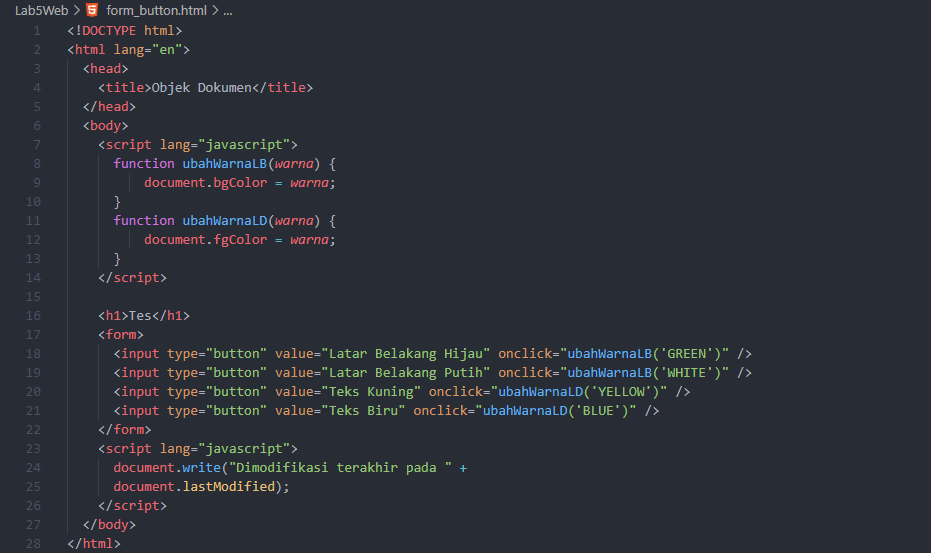 Lab5Web > form_button.html > ...
1 <!DOCTYPE html>
2 <html lang="en">
3 <head>
4 <title>Objek Dokumen</title>
5 </head>
6 <body>
7 <script lang="javascript">
8 function ubahWarnaLB(warna) {
9 document.bgColor = warna;
10 }
11 function ubahWarnaLD(warna) {
12 document.fgColor = warna;
13 }
14 </script>
15
16 <h1>Tes</h1>
17 <form>
18 <input type="button" value="Latar Belakang Hijau" onclick="ubahWarnaLB('GREEN')" />
19 <input type="button" value="Latar Belakang Putih" onclick="ubahWarnaLB('WHITE')" />
20 <input type="button" value="Teks Kuning" onclick="ubahWarnaLD('YELLOW')" />
21 <input type="button" value="Teks Biru" onclick="ubahWarnaLD('BLUE')" />
22 </form>
23 <script lang="javascript">
24 document.write("Dimodifikasi terakhir pada " +
25 document.lastModified);
26 </script>
27 </body>
28 </html>